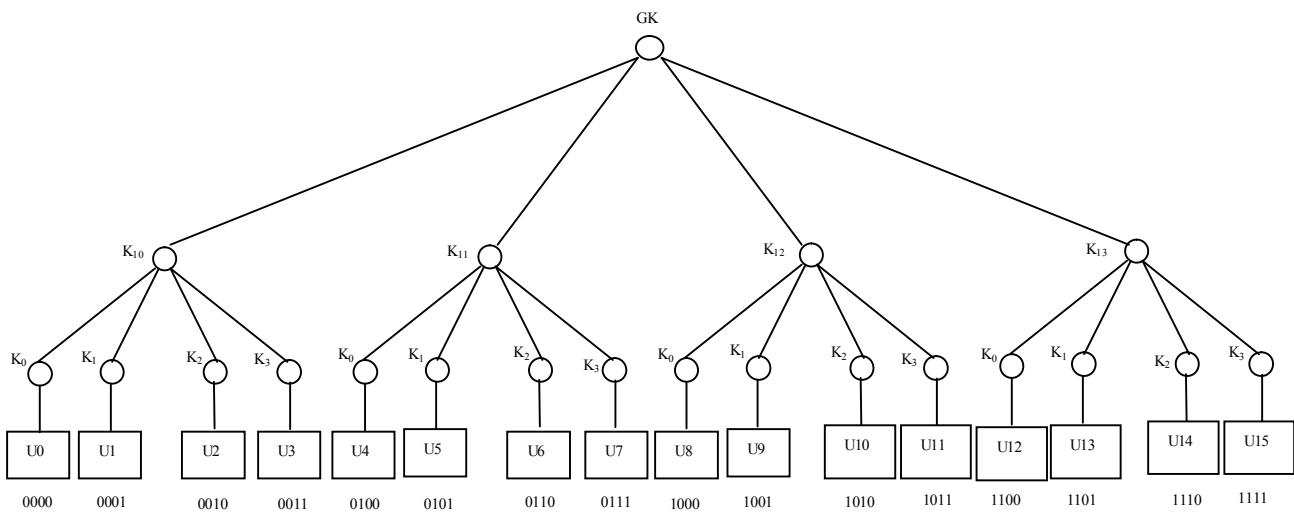 GK
K₁₀ K₁₁ K₁₂ K₁₃
K₀ K₁ K₂ K₃ K₀ K₁ K₂ K₃ K₀ K₁ K₂ K₃ K₀ K₁ K₂ K₃
U0 U1 U2 U3 U4 U5 U6 U7 U8 U9 U10 U11 U12 U13 U14 U15
0000 0001 0010 0011 0100 0101 0110 0111 1000 1001 1010 1011 1100 1101 1110 1111